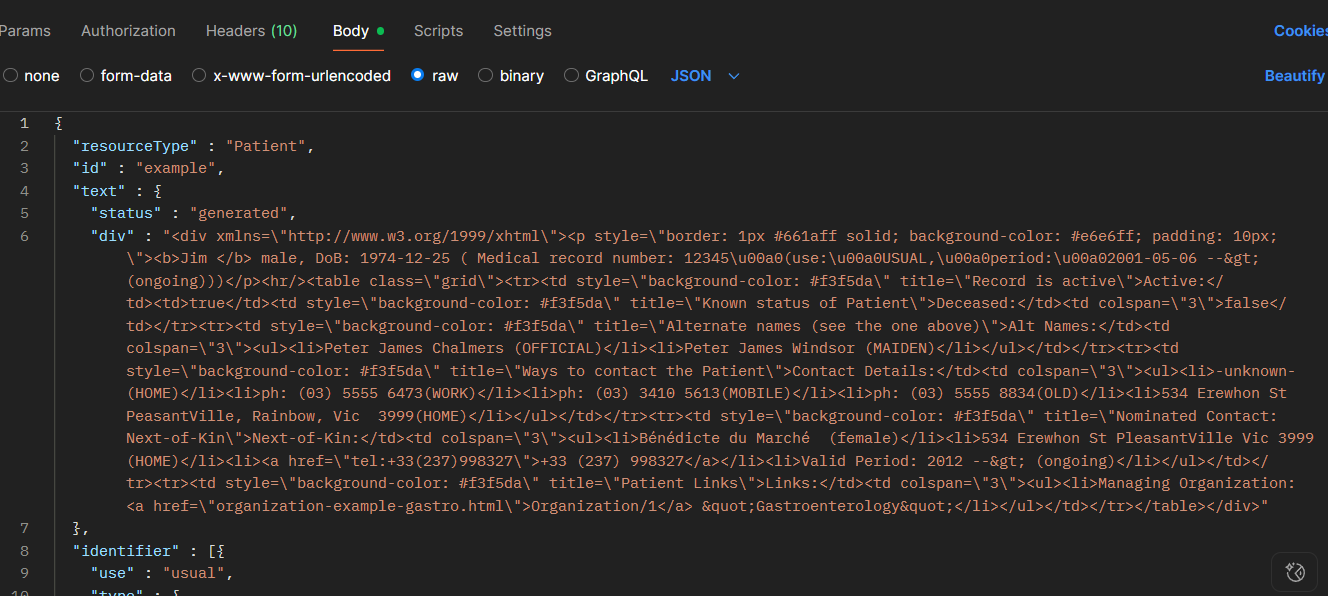 Params Authorization Headers (10) Body Scripts Settings Cookies
none form-data x-www-form-urlencoded raw binary GraphQL JSON Beautify
1 {
2 "resourceType" : "Patient",
3 "id" : "example",
4 "text" : {
5 "status" : "generated",
6 "div" : "<div xmlns=\"http://www.w3.org/1999/xhtml\"><p style=\"border: 1px #661aff solid; background-color: #e6e6ff; padding: 10px;
\"><b>Jim </b> male, DoB: 1974-12-25 ( Medical record number: 12345\u00a0(use:\u00a0USUAL,\u00a0period:\u00a02001-05-06 --&gt;
(ongoing)))</p><hr/><table class=\"grid\"><tr><td style=\"background-color: #f3f5da\" title=\"Record is active\">Active:</
td><td>true</td><td style=\"background-color: #f3f5da\" title=\"Known status of Patient\">Deceased:</td><td colspan=\"3\">false</
td></tr><tr><td style=\"background-color: #f3f5da\" title=\"Alternate names (see the one above)\">Alt Names:</td><td
colspan=\"3\"><ul><li>Peter James Chalmers (OFFICIAL)</li><li>Peter James Windsor (MAIDEN)</li></ul></td></tr><tr><td
style=\"background-color: #f3f5da\" title=\"Ways to contact the Patient\">Contact Details:</td><td colspan=\"3\"><ul><li>-unknown-
(HOME)</li><li>ph: (03) 5555 6473(WORK)</li><li>ph: (03) 3410 5613(MOBILE)</li><li>ph: (03) 5555 8834(OLD)</li><li>534 Erewhon St
PeasantVille, Rainbow, Vic  3999(HOME)</li></ul></td></tr><tr><td style=\"background-color: #f3f5da\" title=\"Nominated Contact:
Next-of-Kin\">Next-of-Kin:</td><td colspan=\"3\"><ul><li>Bénédicte du Marché  (female)</li><li>534 Erewhon St PleasantVille Vic 3999
(HOME)</li><li><a href=\"tel:+33(237)998327\">+33 (237) 998327</a></li><li>Valid Period: 2012 --&gt; (ongoing)</li></ul></td></
tr><tr><td style=\"background-color: #f3f5da\" title=\"Patient Links\">Links:</td><td colspan=\"3\"><ul><li>Managing Organization:
<a href=\"organization-example-gastro.html\">Organization/1</a> &quot;Gastroenterology&quot;</li></ul></td></tr></table></div>"
7 },
8 "identifier" : [{
9 "use" : "usual",
10 "type" : {